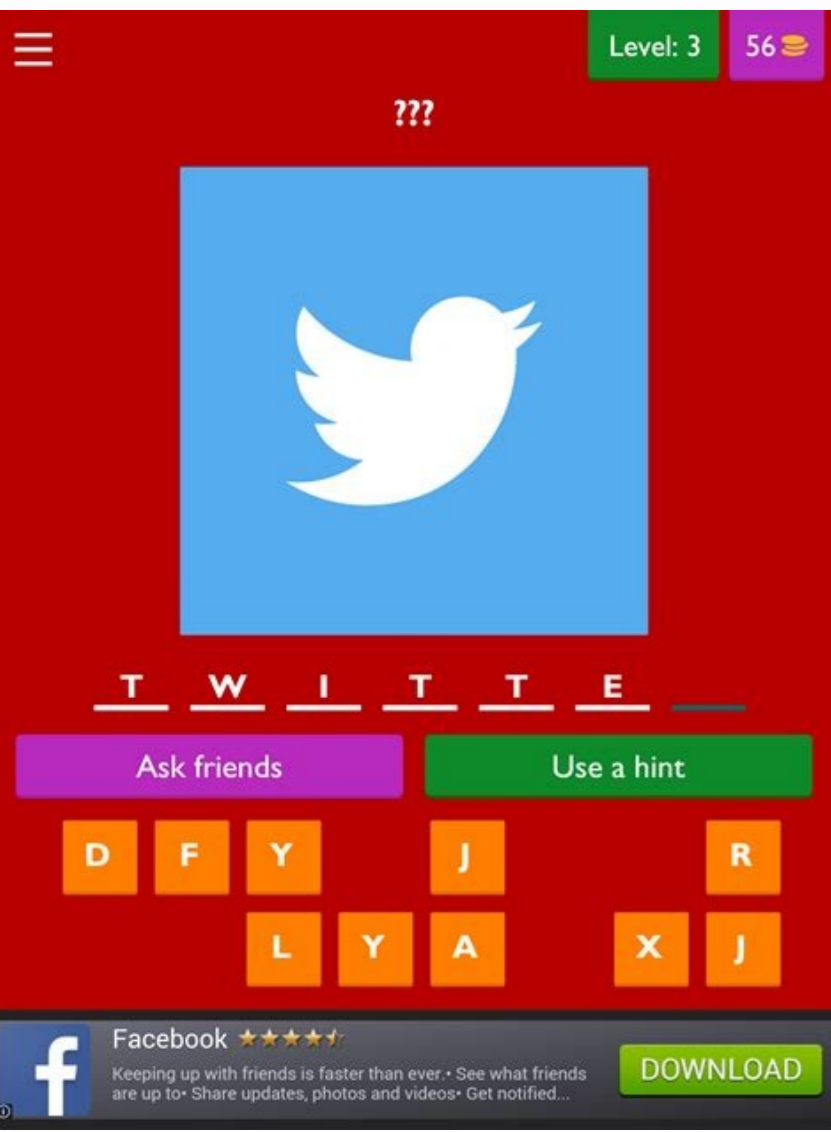 Level: 3
56
???
T W I T T E
Ask friends
Use a hint
D F Y J R
L Y A X J
Facebook
Keeping up with friends is faster than ever.• See what friends
are up to• Share updates, photos and videos• Get notified...
DOWNLOAD